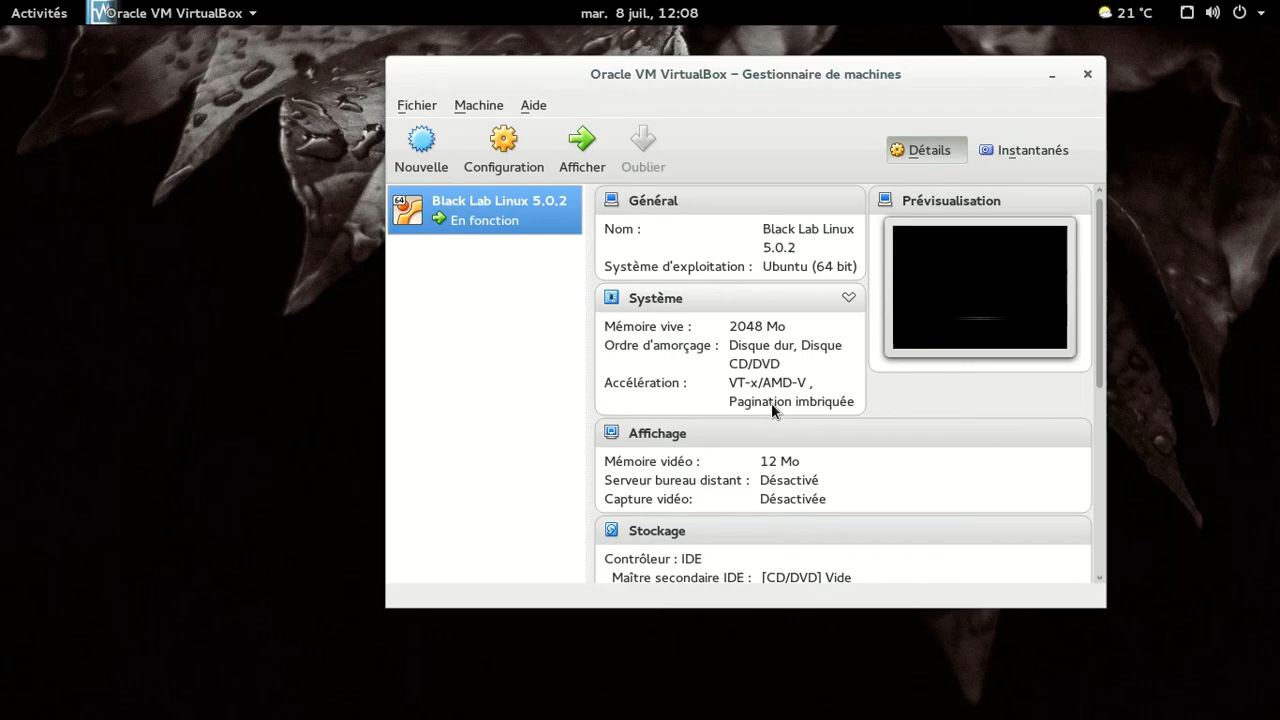 Activités
Oracle VM VirtualBox
mar. 8 juil., 12:08
21 °C
Oracle VM VirtualBox – Gestionnaire de machines
Fichier Machine Aide
Nouvelle Configuration Afficher Oublier
Détails Instantanés
64
Black Lab Linux 5.0.2
En fonction
Général
Nom : Black Lab Linux
5.0.2
Système d'exploitation : Ubuntu (64 bit)
Prévisualisation
Système
Mémoire vive : 2048 Mo
Ordre d'amorçage : Disque dur, Disque
CD/DVD
Accélération : VT-x/AMD-V ,
Pagination imbriquée
Affichage
Mémoire vidéo : 12 Mo
Serveur bureau distant : Désactivé
Capture vidéo: Désactivée
Stockage
Contrôleur : IDE
Maître secondaire IDE : [CD/DVD] Vide